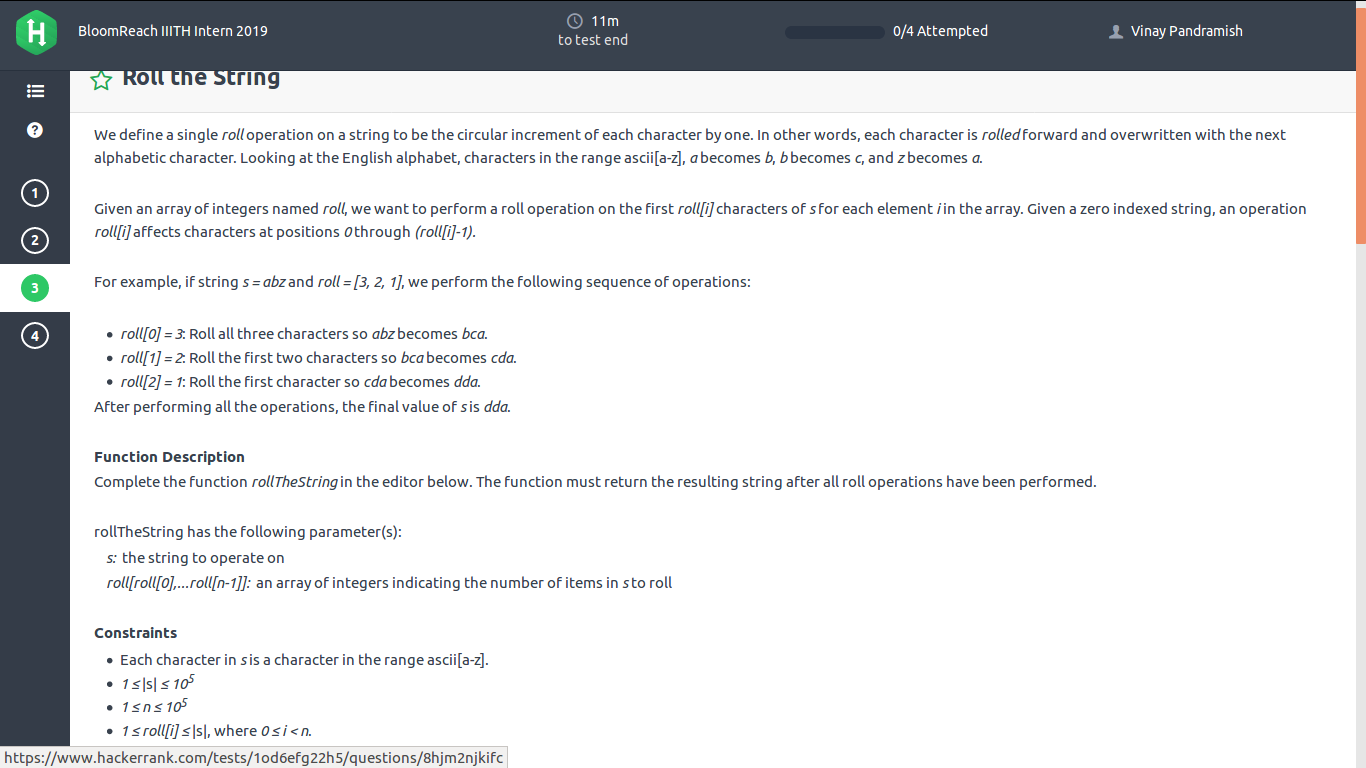 BloomReach IIITH Intern 2019
11m
to test end
0/4 Attempted
Vinay Pandramish
Roll the String
We define a single roll operation on a string to be the circular increment of each character by one. In other words, each character is rolled forward and overwritten with the next
alphabetic character. Looking at the English alphabet, characters in the range ascii[a-z], a becomes b, b becomes c, and z becomes a.
Given an array of integers named roll, we want to perform a roll operation on the first roll[i] characters of s for each element i in the array. Given a zero indexed string, an operation
roll[i] affects characters at positions 0 through (roll[i]-1).
For example, if string s = abz and roll = [3, 2, 1], we perform the following sequence of operations:
• roll[0] = 3: Roll all three characters so abz becomes bca.
• roll[1] = 2: Roll the first two characters so bca becomes cda.
• roll[2] = 1: Roll the first character so cda becomes dda.
After performing all the operations, the final value of s is dda.
Function Description
Complete the function rollTheString in the editor below. The function must return the resulting string after all roll operations have been performed.
rollTheString has the following parameter(s):
s: the string to operate on
roll[roll[0],...roll[n-1]]: an array of integers indicating the number of items in s to roll
Constraints
• Each character in s is a character in the range ascii[a-z].
• 1 ≤ |s| ≤ 10⁵
• 1 ≤ n ≤ 10⁵
• 1 ≤ roll[i] ≤ |s|, where 0 ≤ i < n.
1
2
3
4
https://www.hackerrank.com/tests/1od6efg22h5/questions/8hjm2njkifc